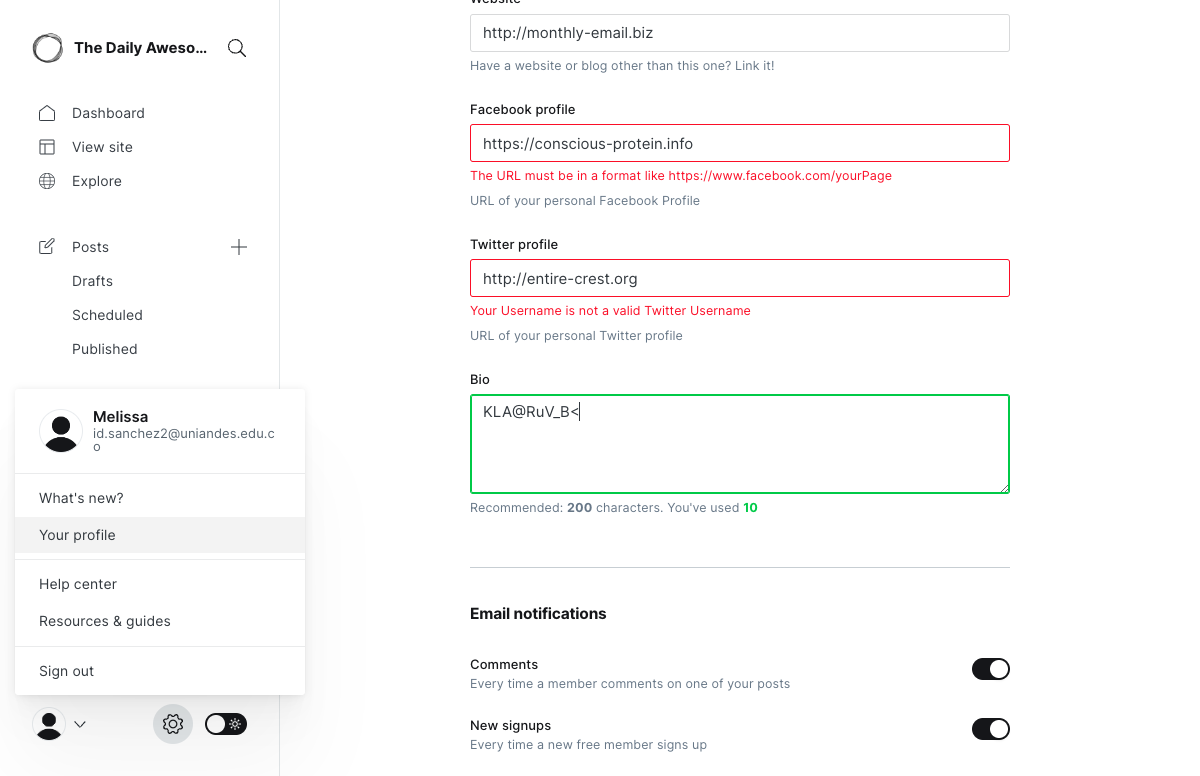 The Daily Aweso...
Dashboard
View site
Explore
Posts
Drafts
Scheduled
Published
Melissa
id.sanchez2@uniandes.edu.c
o
What's new?
Your profile
Help center
Resources & guides
Sign out
Website
http://monthly-email.biz
Have a website or blog other than this one? Link it!
Facebook profile
https://conscious-protein.info
The URL must be in a format like https://www.facebook.com/yourPage
URL of your personal Facebook Profile
Twitter profile
http://entire-crest.org
Your Username is not a valid Twitter Username
URL of your personal Twitter profile
Bio
KLA@RuV_B<
Recommended: 200 characters. You've used 10
Email notifications
Comments
Every time a member comments on one of your posts
New signups
Every time a new free member signs up